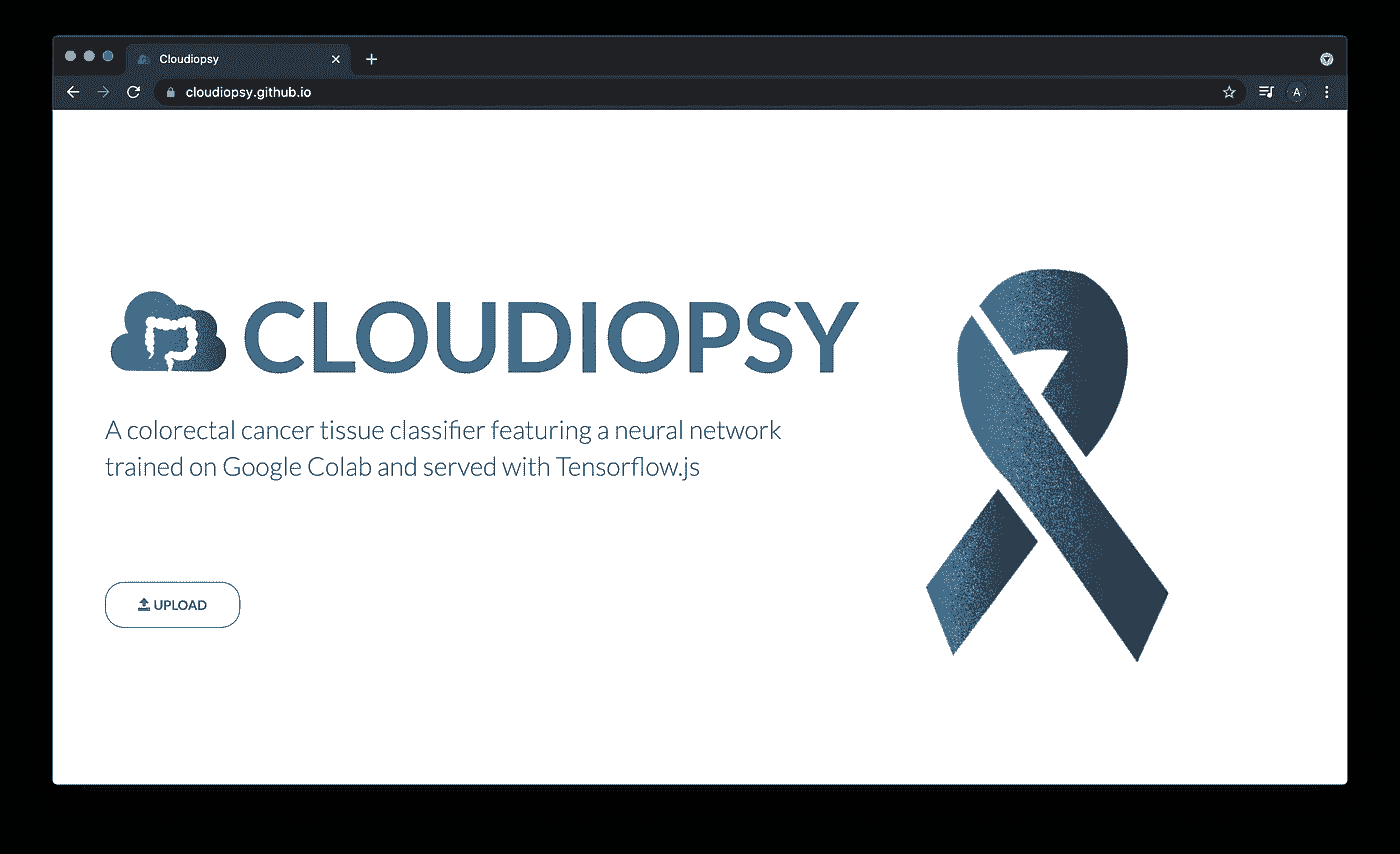 Cloudiopsy
cloudiopsy.github.io
A
CLOUDIOPSY
A colorectal cancer tissue classifier featuring a neural network
trained on Google Colab and served with Tensorflow.js
UPLOAD